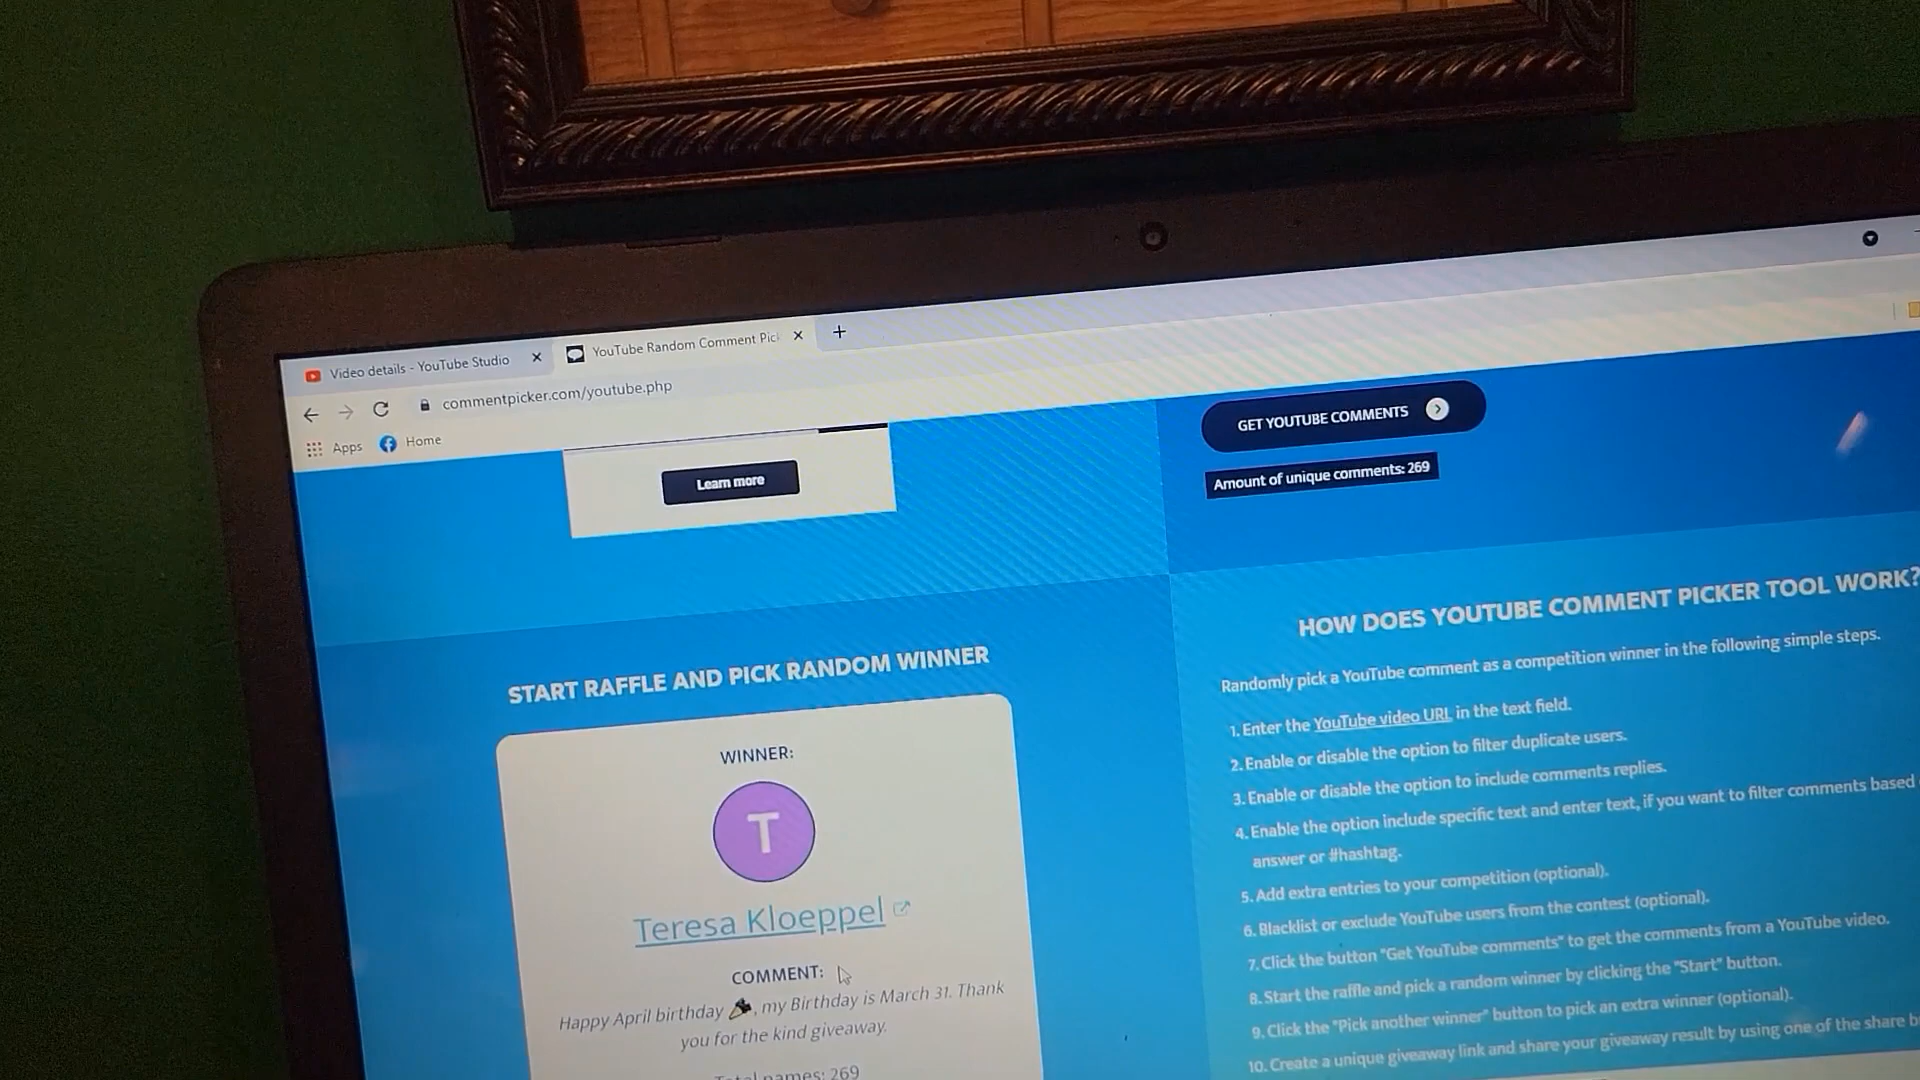 Video details - YouTube Studio
YouTube Random Comment Pic
commentpicker.com/youtube.php
Apps
Home
Learn more
GET YOUTUBE COMMENTS
Amount of unique comments: 269
START RAFFLE AND PICK RANDOM WINNER
WINNER:
T
Teresa Kloeppel
COMMENT:
Happy April birthday 🎉, my Birthday is March 31. Thank
you for the kind giveaway.
Total names: 269
HOW DOES YOUTUBE COMMENT PICKER TOOL WORK?
Randomly pick a YouTube comment as a competition winner in the following simple steps.
1. Enter the YouTube video URL in the text field.
2. Enable or disable the option to filter duplicate users.
3. Enable or disable the option to include comments replies.
4. Enable the option include specific text and enter text, if you want to filter comments based
answer or #hashtag.
5. Add extra entries to your competition (optional).
6. Blacklist or exclude YouTube users from the contest (optional).
7. Click the button "Get YouTube comments" to get the comments from a YouTube video.
8. Start the raffle and pick a random winner by clicking the "Start" button.
9. Click the "Pick another winner" button to pick an extra winner (optional).
10. Create a unique giveaway link and share your giveaway result by using one of the share b